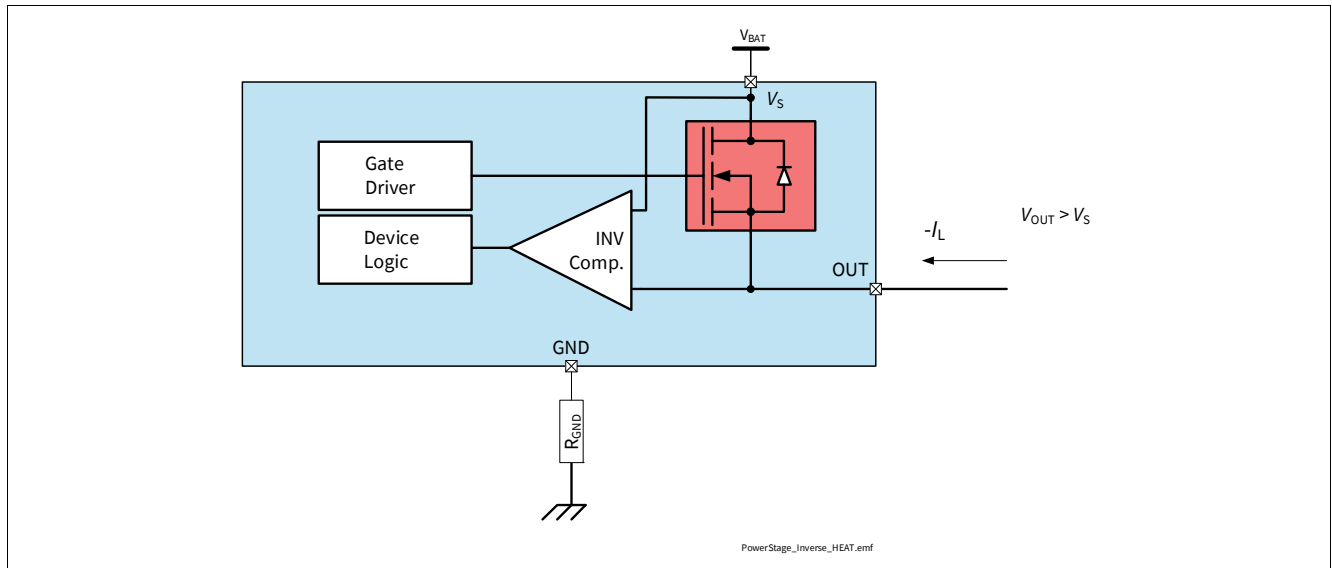 VBAT
VS
Gate
Driver
Device
Logic
INV
Comp.
VOUT > VS
-IL
OUT
GND
RGND
PowerStage_Inverse_HEAT.emf